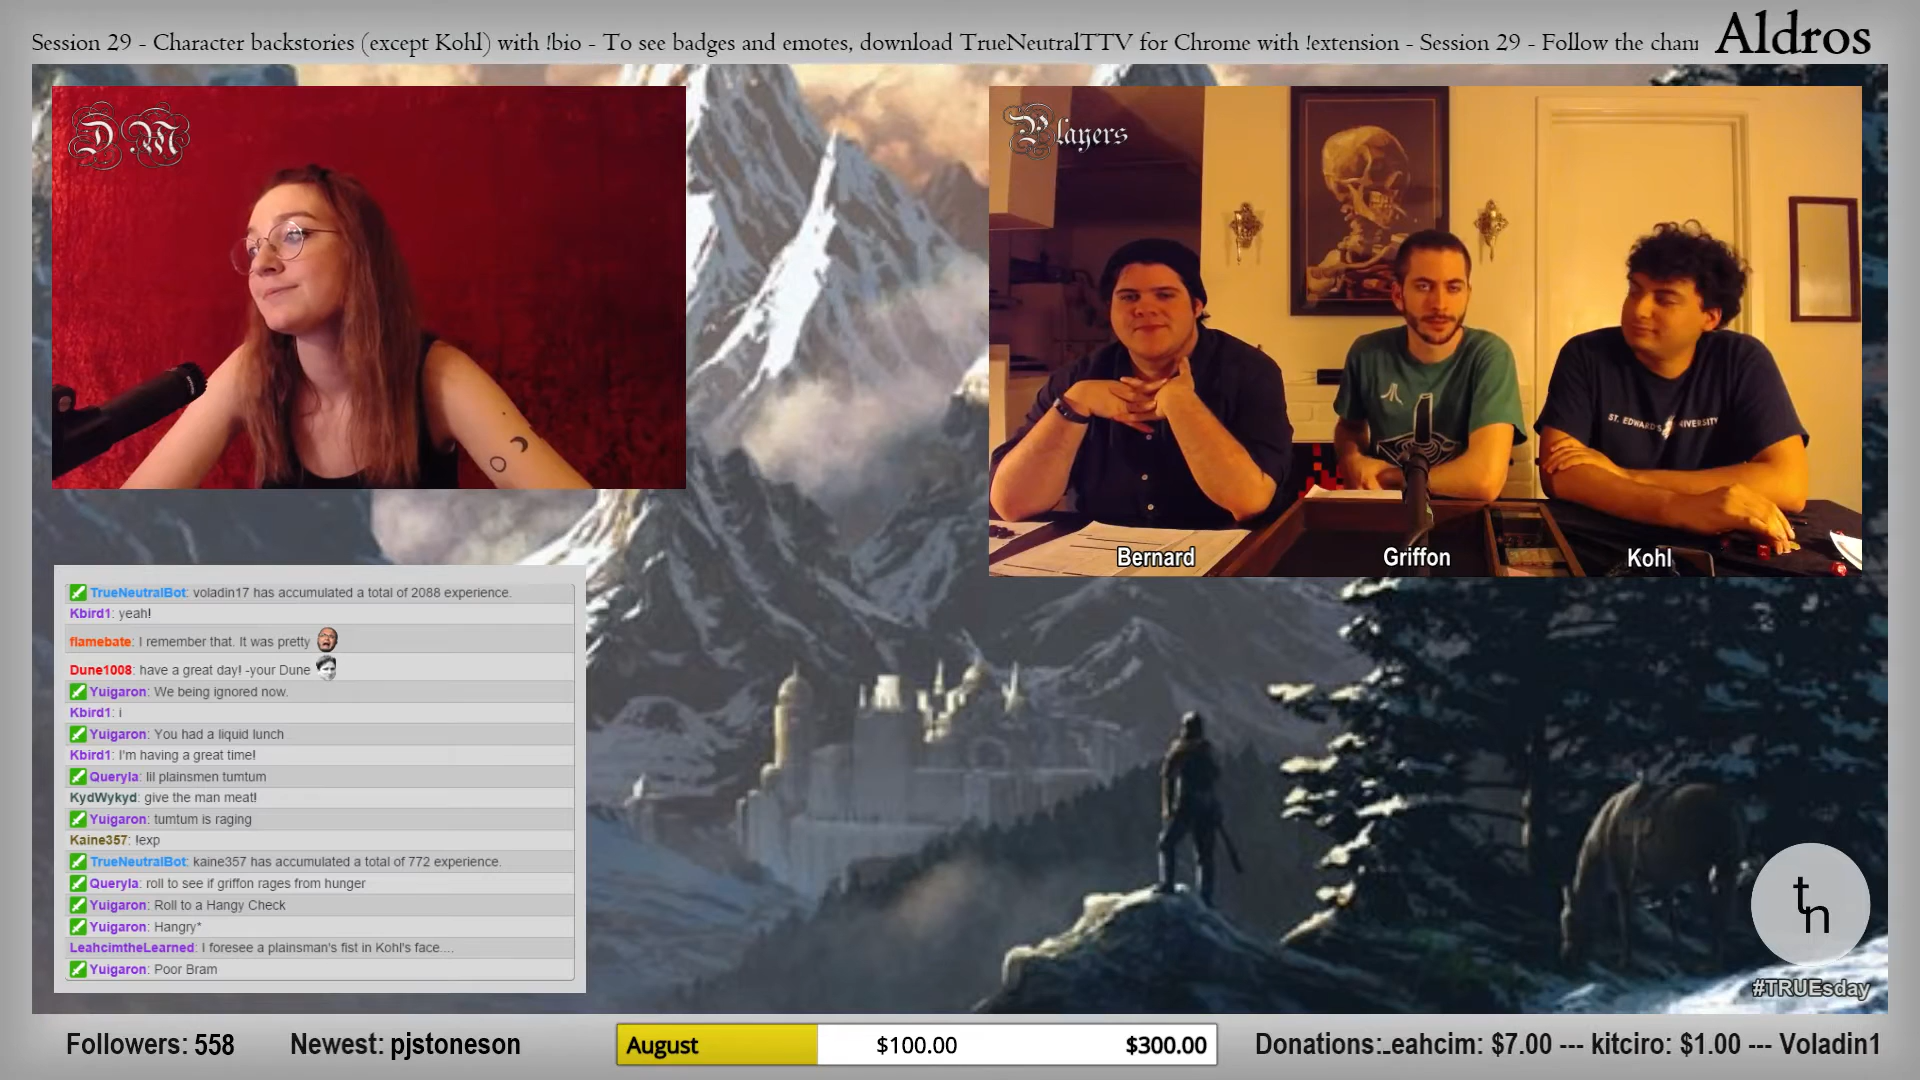 Session 29 - Character backstories (except Kohl) with !bio - To see badges and emotes, download TrueNeutralTTV for Chrome with !extension - Session 29 - Follow the chann
Aldros
DM
Players
ST. EDWARD'S UNIVERSITY
Bernard
Griffon
Kohl
TrueNeutralBot: voladin17 has accumulated a total of 2088 experience.
Kbird1: yeah!
flamebate: I remember that. It was pretty
Dune1008: have a great day! -your Dune
Yuigaron: We being ignored now.
Kbird1: i
Yuigaron: You had a liquid lunch
Kbird1: I'm having a great time!
Queryla: lil plainsmen tumtum
KydWykyd: give the man meat!
Yuigaron: tumtum is raging
Kaine357: !exp
TrueNeutralBot: kaine357 has accumulated a total of 772 experience.
Queryla: roll to see if griffon rages from hunger
Yuigaron: Roll to a Hangy Check
Yuigaron: Hangry*
LeahcimtheLearned: I foresee a plainsman's fist in Kohl's face....
Yuigaron: Poor Bram
tn
#TRUEsday
Followers: 558
Newest: pjstoneson
August $100.00 $300.00
Donations: eahcim: $7.00 --- kitciro: $1.00 --- Voladin1